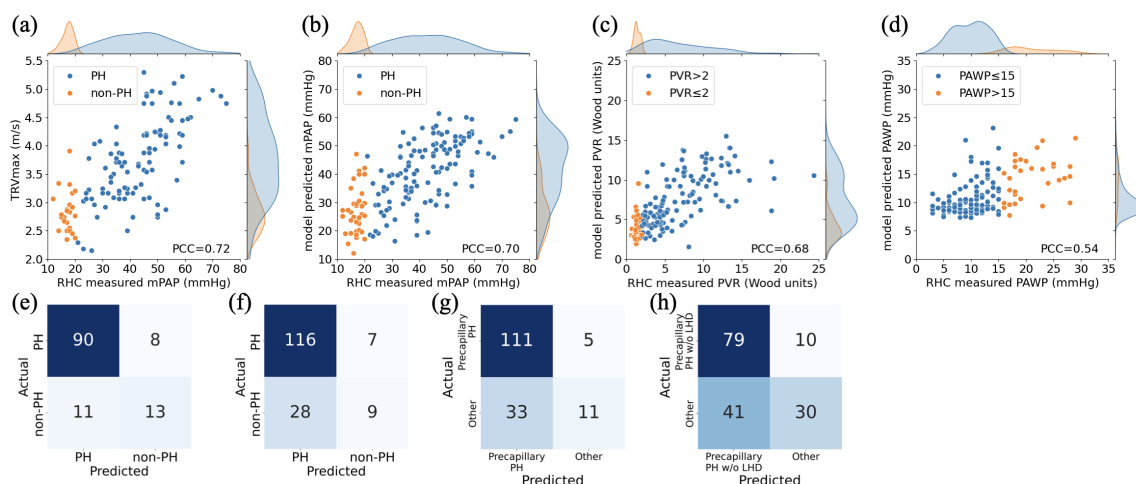 (a)
5.5
5.0
4.5
4.0
3.5
3.0
2.5
2.0
TRVmax (m/s)
PH
non-PH
PCC=0.72
10 20 30 40 50 60 70 80
RHC measured mPAP (mmHg)
(b)
80
70
60
50
40
30
20
10
model predicted mPAP (mmHg)
PH
non-PH
PCC=0.70
10 20 30 40 50 60 70 80
RHC measured mPAP (mmHg)
(c)
25
20
15
10
5
0
model predicted PVR (Wood units)
PVR>2
PVR≤2
PCC=0.68
0 5 10 15 20 25
RHC measured PVR (Wood units)
(d)
35
30
25
20
15
10
5
0
model predicted PAWP (mmHg)
PAWP≤15
PAWP>15
PCC=0.54
0 5 10 15 20 25 30 35
RHC measured PAWP (mmHg)
(e)
Actual
PH
non-PH
90 8
11 13
PH non-PH
Predicted
(f)
Actual
PH
non-PH
116 7
28 9
PH non-PH
Predicted
(g)
Actual
Precapillary
PH
Other
111 5
33 11
Precapillary
PH
Other
Predicted
(h)
Actual
Precapillary
PH w/o LHD
Other
79 10
41 30
Precapillary
PH w/o LHD
Other
Predicted